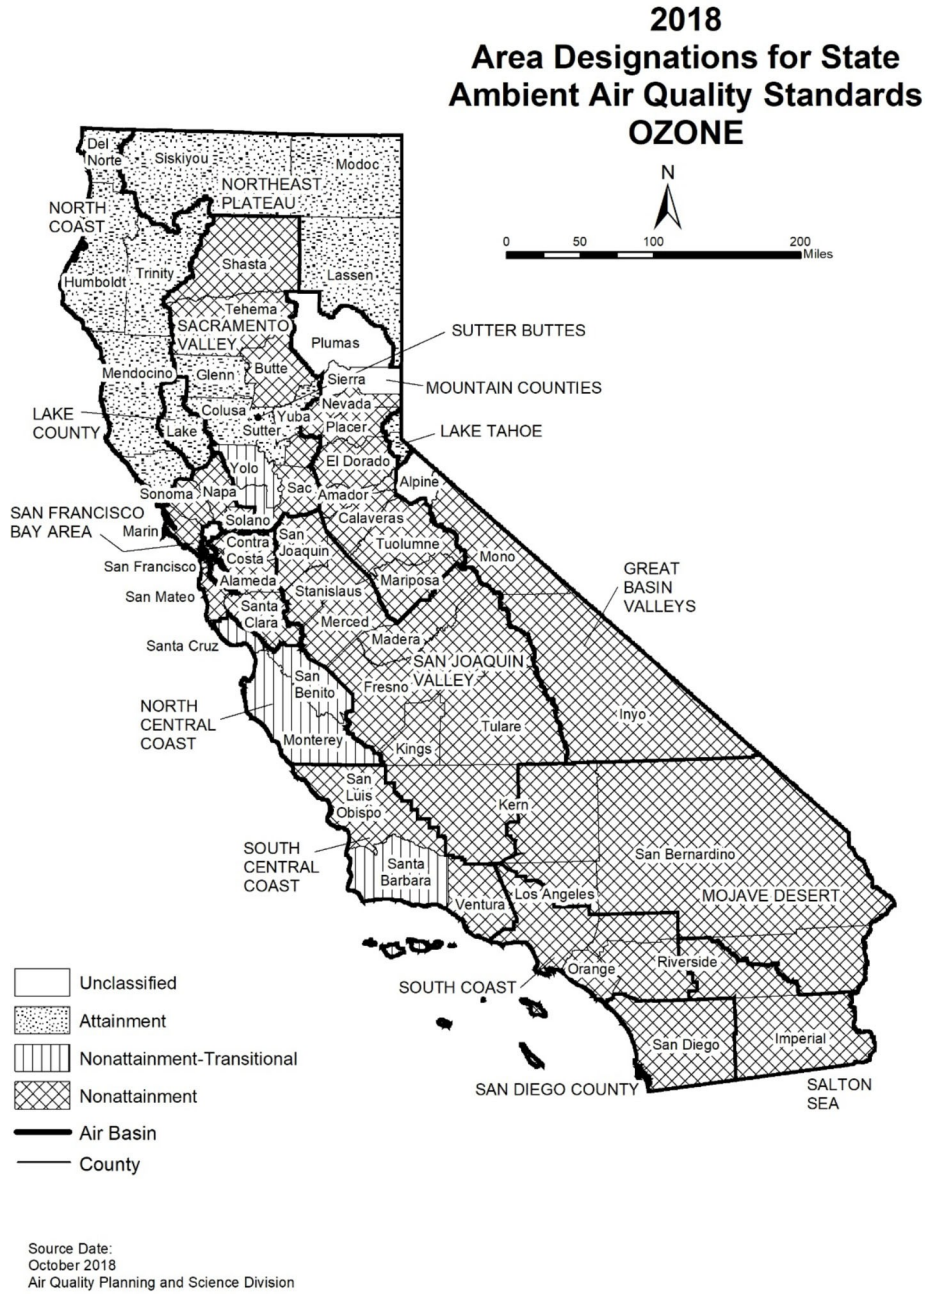 2018
Area Designations for State
Ambient Air Quality Standards
OZONE
N
0 50 100 200
Miles
Del
Norte
Siskiyou
Modoc
NORTHEAST
PLATEAU
NORTH
COAST
Shasta
Trinity
Lassen
Humboldt
Tehema
SACRAMENTO
VALLEY
SUTTER BUTTES
Plumas
Butte
Mendocino
Glenn
Sierra
MOUNTAIN COUNTIES
Nevada
Colusa
Yuba
LAKE
COUNTY
Placer
Sutter
Lake
LAKE TAHOE
El Dorado
Yolo
Alpine
Sac
Sonoma
Napa
Amador
SAN FRANCISCO
BAY AREA
Solano
Calaveras
Marin
San
Joaquin
Contra
Costa
Tuolumne
Mono
San Francisco
GREAT
BASIN
VALLEYS
Alameda
Mariposa
Stanislaus
San Mateo
Santa
Clara
Merced
Madera
Santa Cruz
SAN JOAQUIN
VALLEY
San
Benito
Fresno
NORTH
CENTRAL
COAST
Inyo
Tulare
Monterey
Kings
San
Luis
Obispo
Kern
SOUTH
CENTRAL
COAST
San Bernardino
Santa
Barbara
Los Angeles
MOJAVE DESERT
Ventura
Riverside
Orange
SOUTH COAST
San Diego
Imperial
SAN DIEGO COUNTY
SALTON
SEA
Unclassified
Attainment
Nonattainment-Transitional
Nonattainment
Air Basin
County
Source Date:
October 2018
Air Quality Planning and Science Division